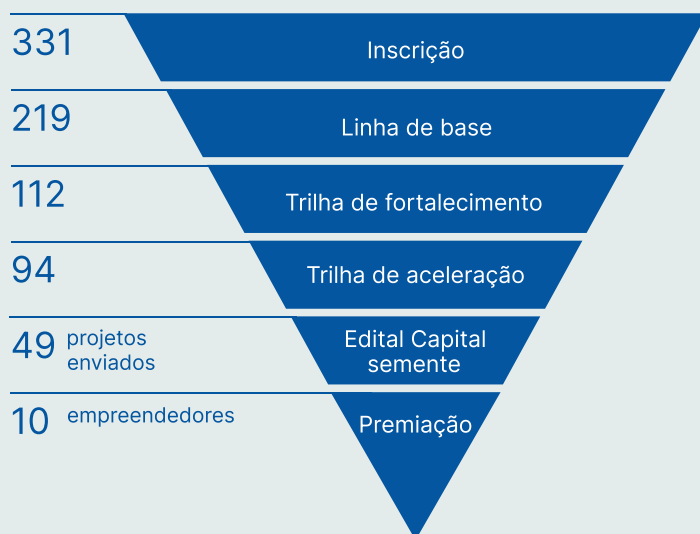 331
Inscrição
219
Linha de base
112
Trilha de fortalecimento
94
Trilha de aceleração
49 projetos
enviados
Edital Capital
semente
10 empreendedores
Premiação